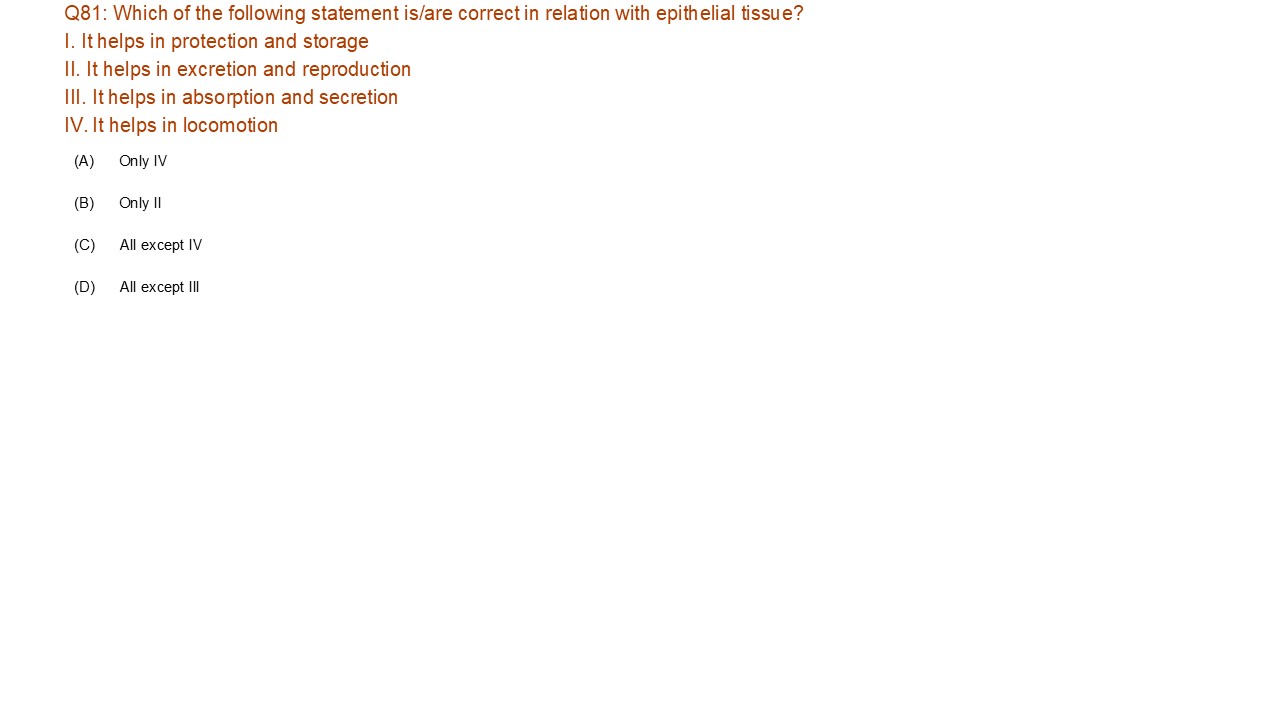 Q81: Which of the following statement is/are correct in relation with epithelial tissue?
I. It helps in protection and storage
II. It helps in excretion and reproduction
III. It helps in absorption and secretion
IV. It helps in locomotion
(A) Only IV
(B) Only II
(C) All except IV
(D) All except III